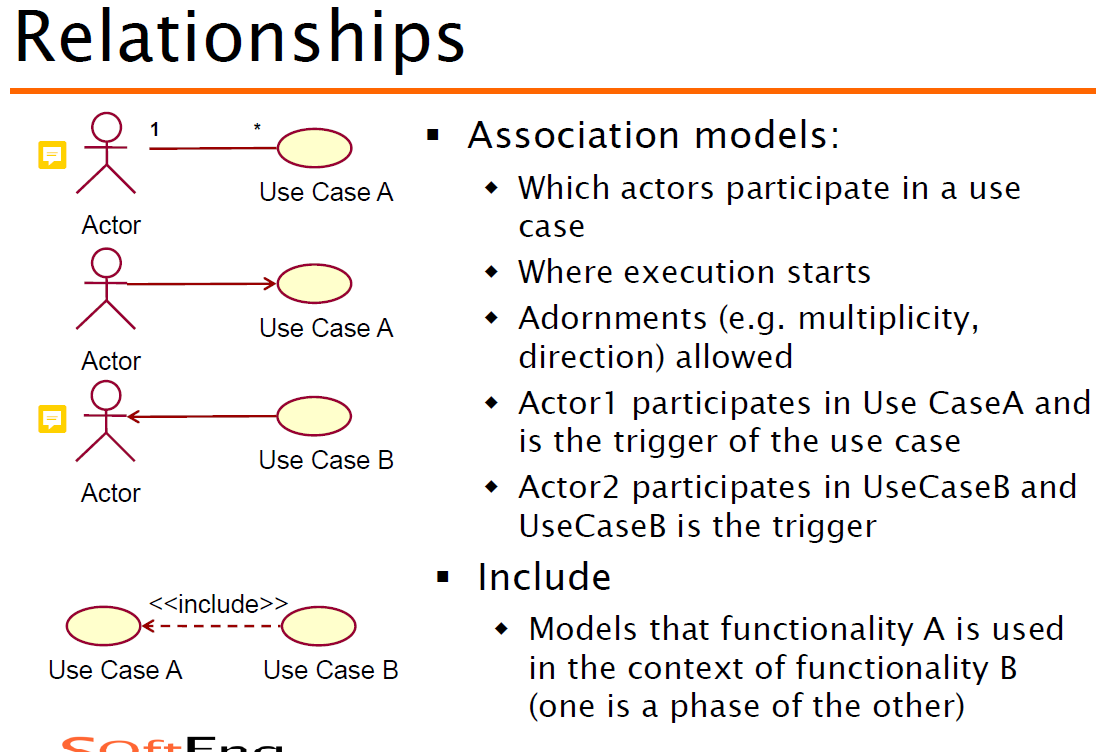 Relationships
1 *
Use Case A
Actor
Use Case A
Actor
Use Case B
Actor
<<include>>
Use Case A Use Case B
▪ Association models:
◆ Which actors participate in a use
case
◆ Where execution starts
◆ Adornments (e.g. multiplicity,
direction) allowed
◆ Actor1 participates in Use CaseA and
is the trigger of the use case
◆ Actor2 participates in UseCaseB and
UseCaseB is the trigger
▪ Include
◆ Models that functionality A is used
in the context of functionality B
(one is a phase of the other)
SoftEng